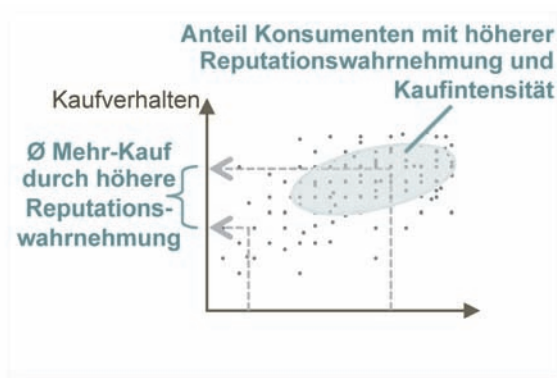 Anteil Konsumenten mit höherer
Reputationswahrnehmung und
Kaufintensität
Kaufverhalten
Ø Mehr-Kauf
durch höhere
Reputations-
wahrnehmung